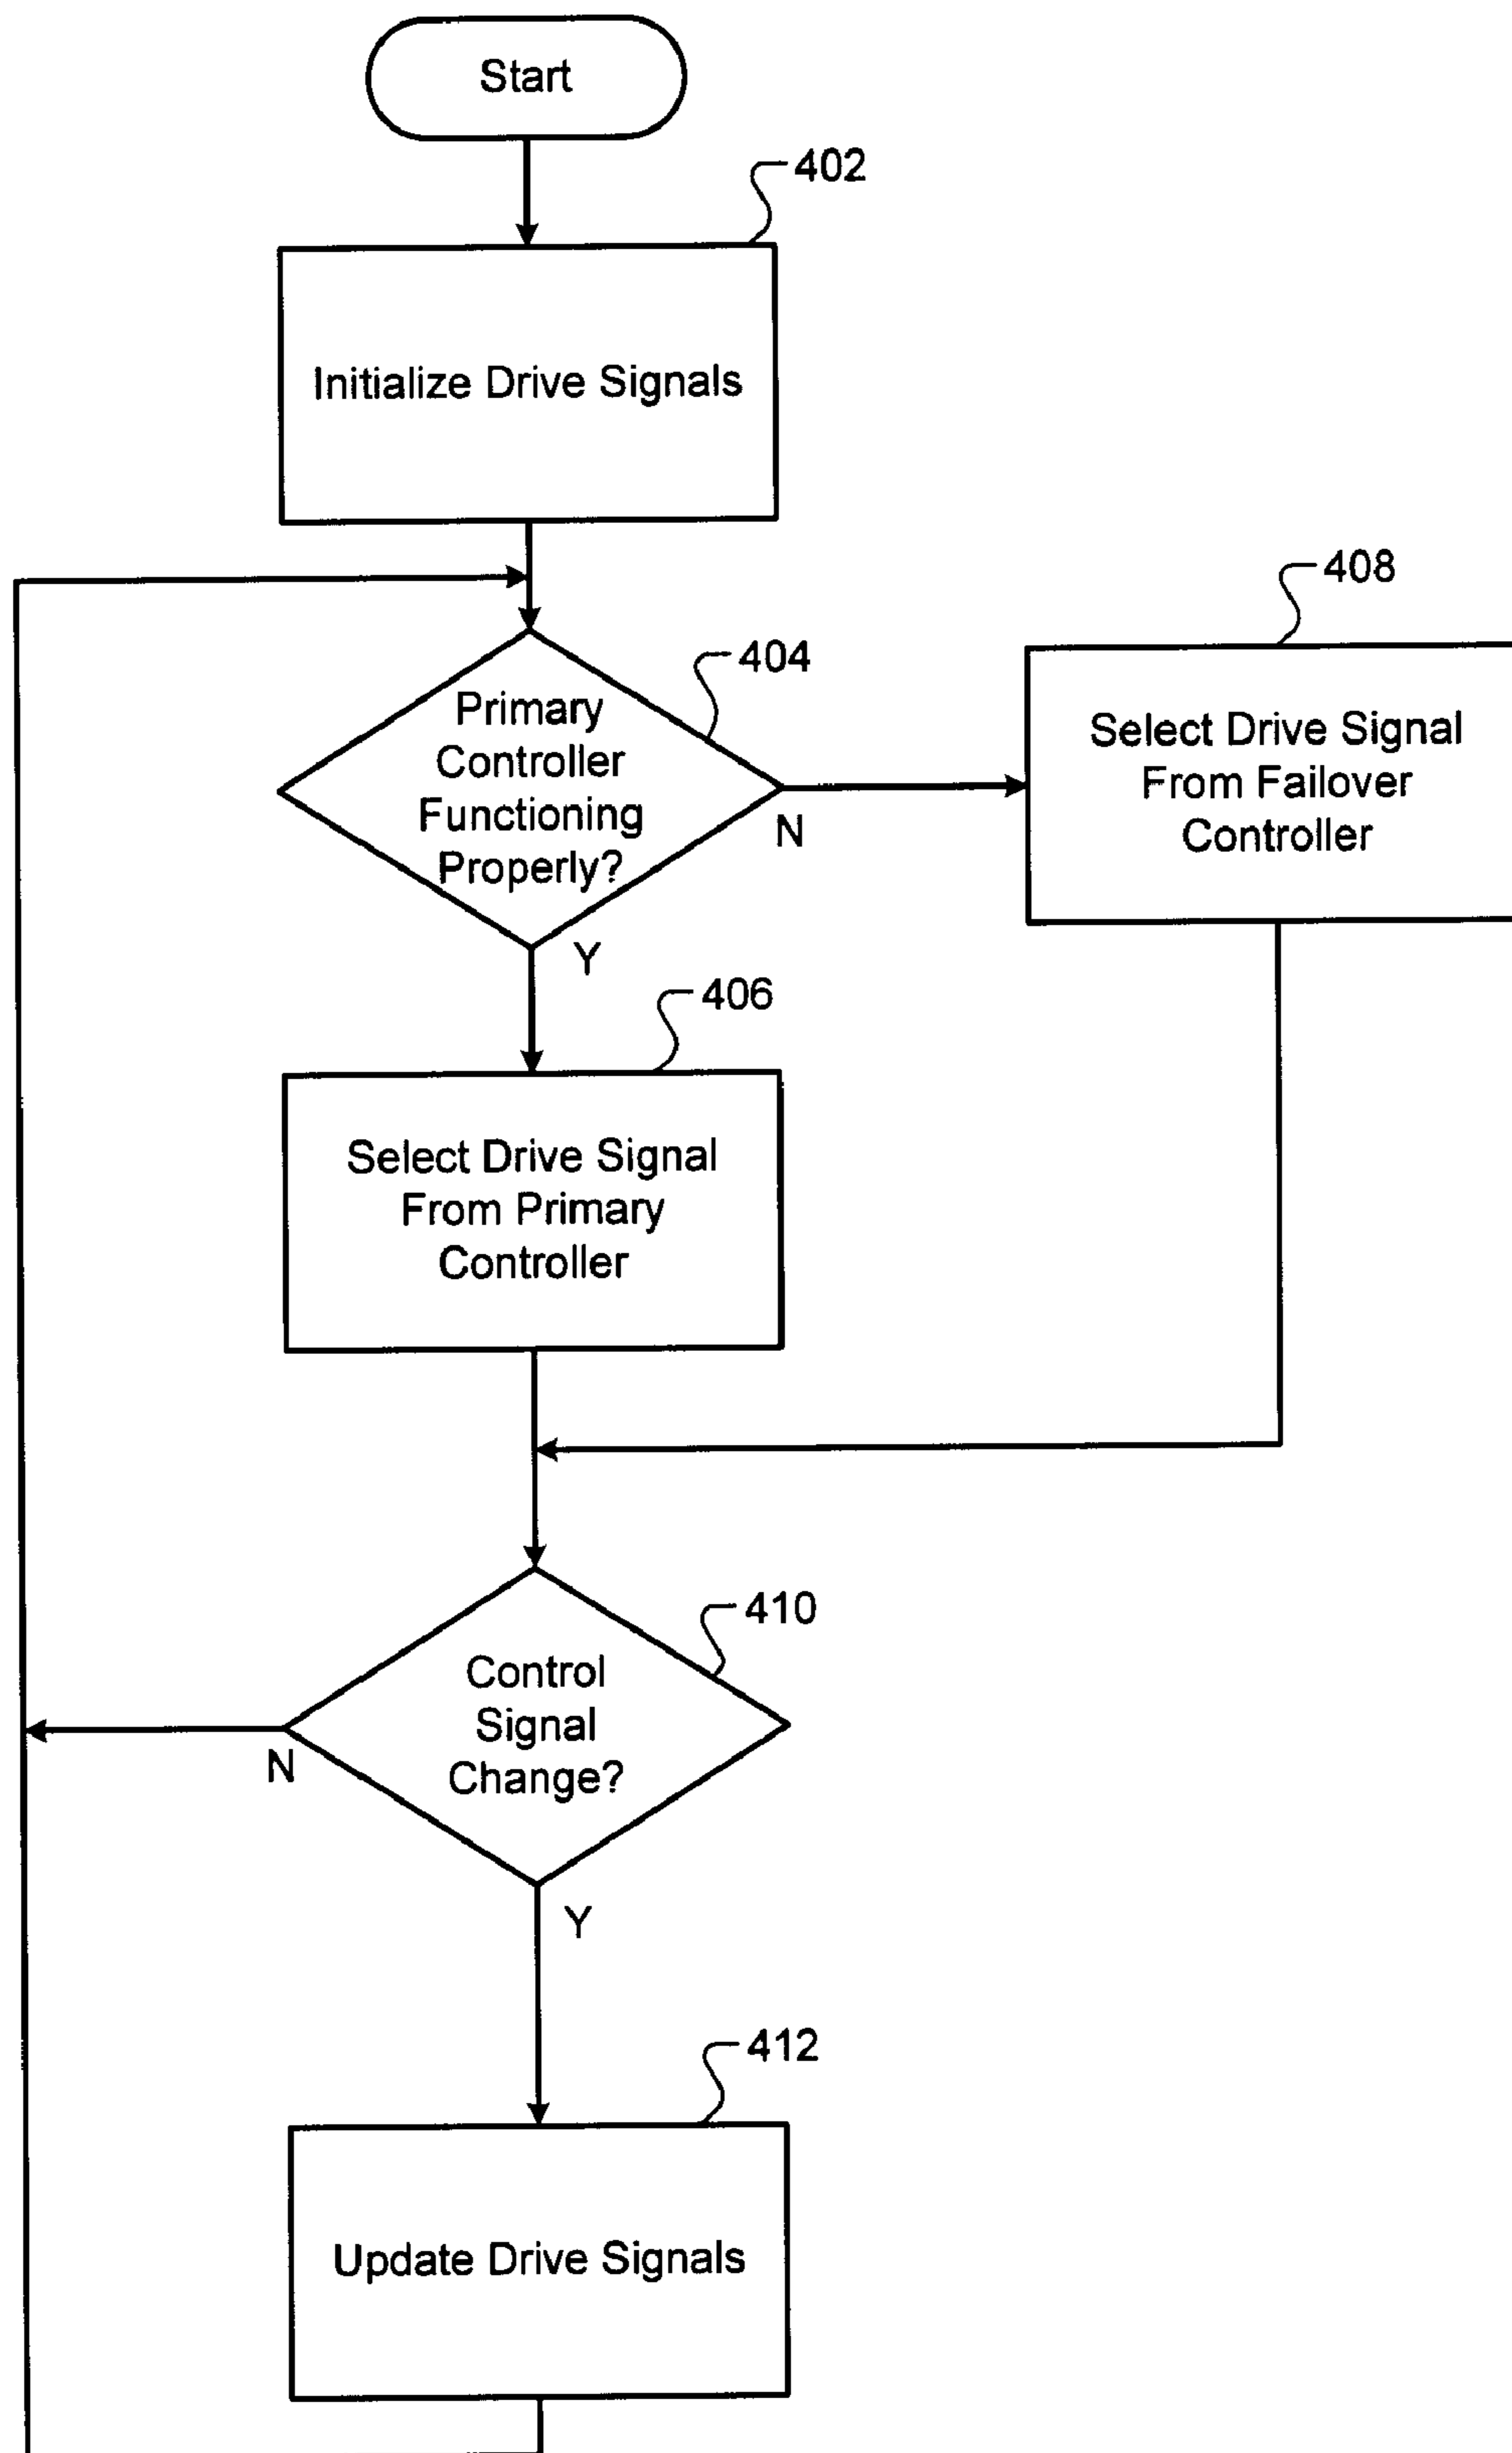 Start
402
Initialize Drive Signals
404
Primary
Controller
Functioning
Properly?
N
Y
408
Select Drive Signal
From Failover
Controller
406
Select Drive Signal
From Primary
Controller
410
Control
Signal
Change?
N
Y
412
Update Drive Signals